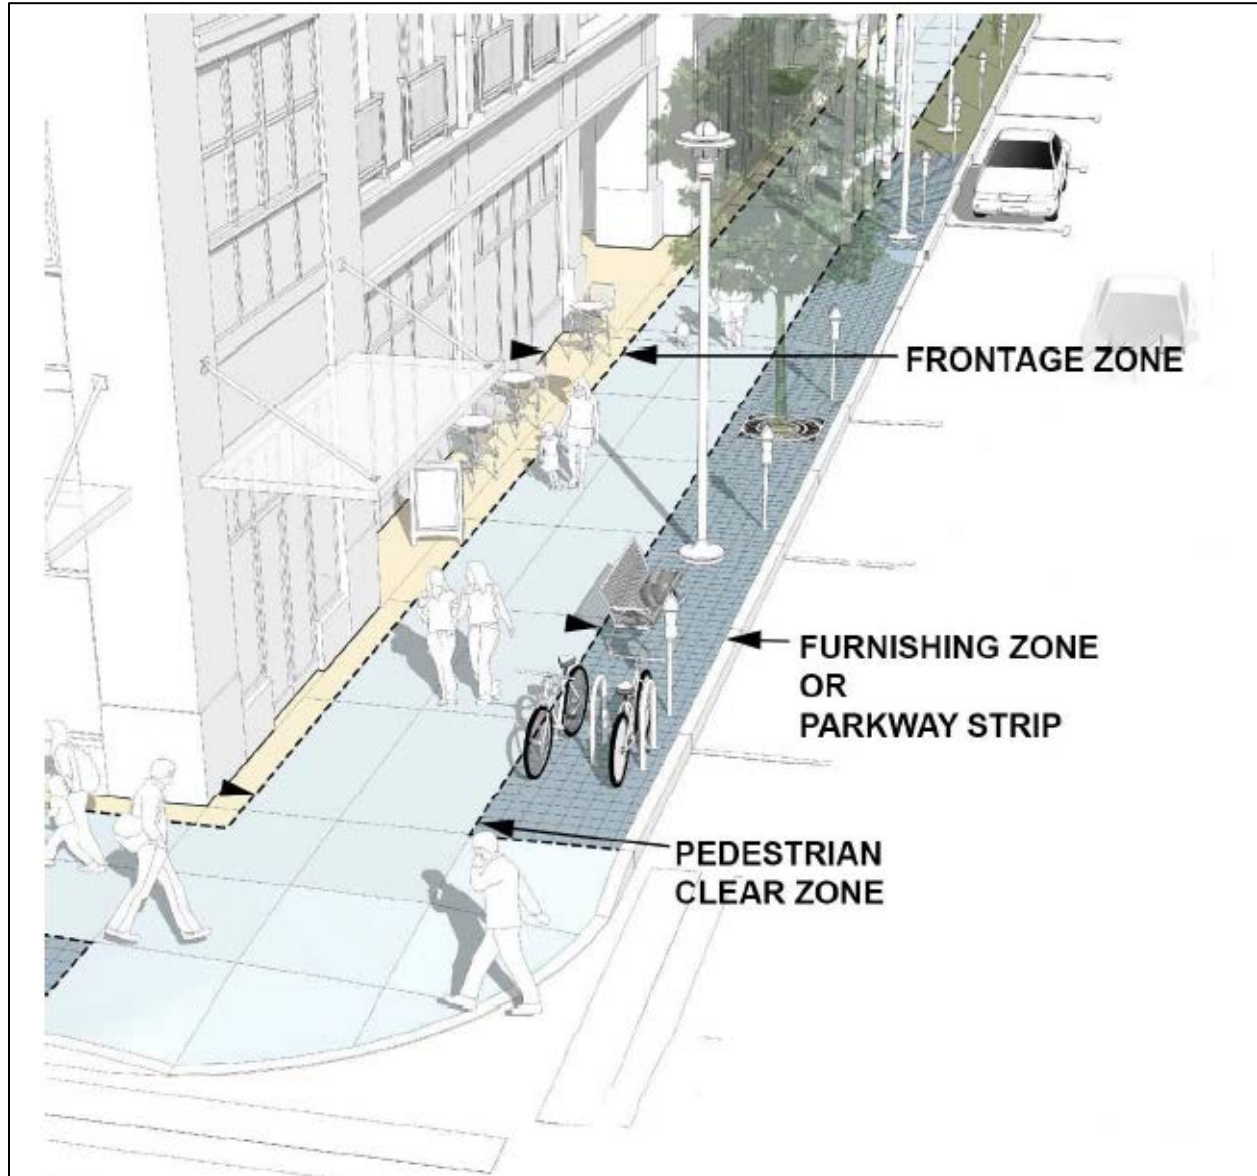 FRONTAGE ZONE
FURNISHING ZONE
OR
PARKWAY STRIP
PEDESTRIAN
CLEAR ZONE